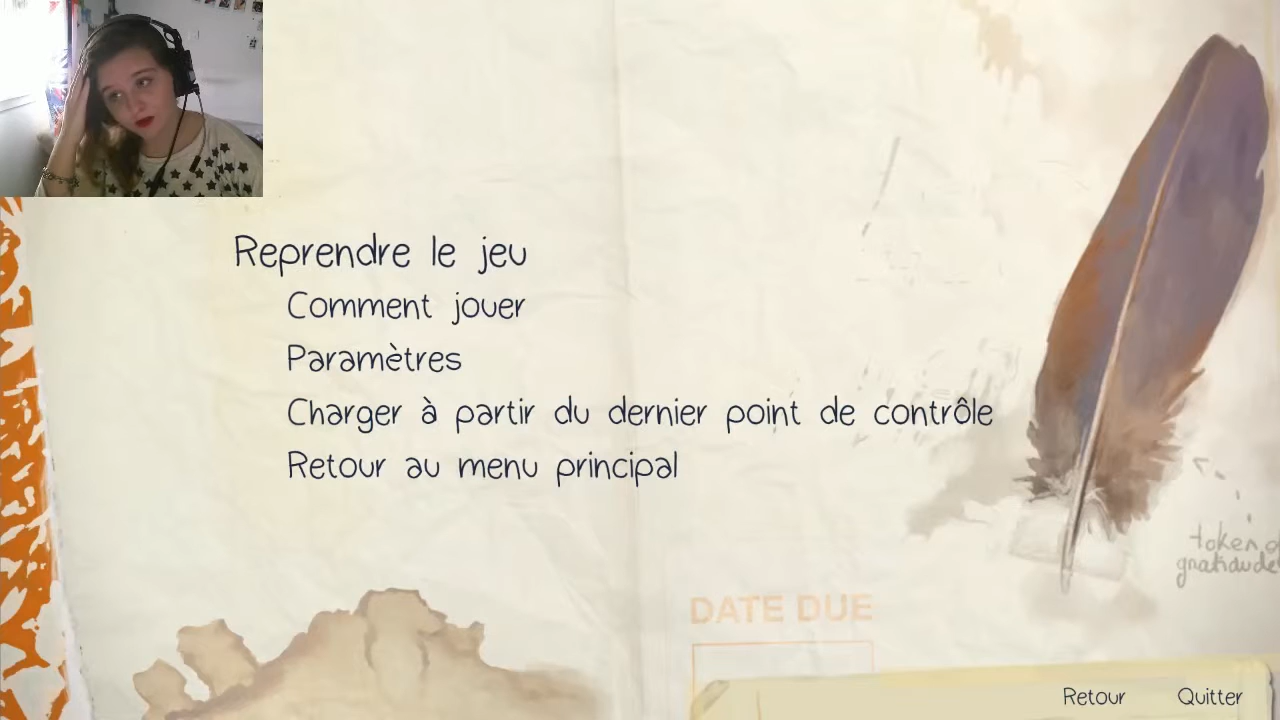 Reprendre le jeu
Comment jouer
Paramètres
Charger à partir du dernier point de contrôle
Retour au menu principal
token
DATE DUE
Retour Quitter